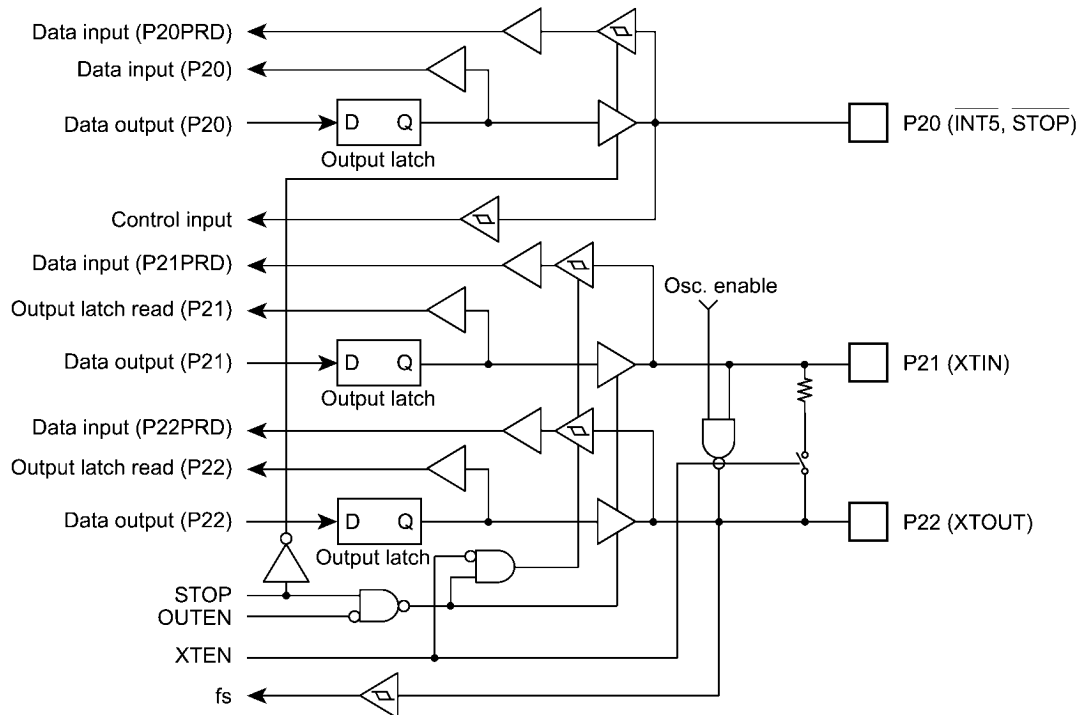 Data input (P20PRD)
Data input (P20)
Data output (P20)
D Q
Output latch
P20 (INT5, STOP)
Control input
Data input (P21PRD)
Osc. enable
Output latch read (P21)
Data output (P21)
D Q
Output latch
P21 (XTIN)
Data input (P22PRD)
Output latch read (P22)
Data output (P22)
D Q
Output latch
P22 (XTOUT)
STOP
OUTEN
XTEN
fs